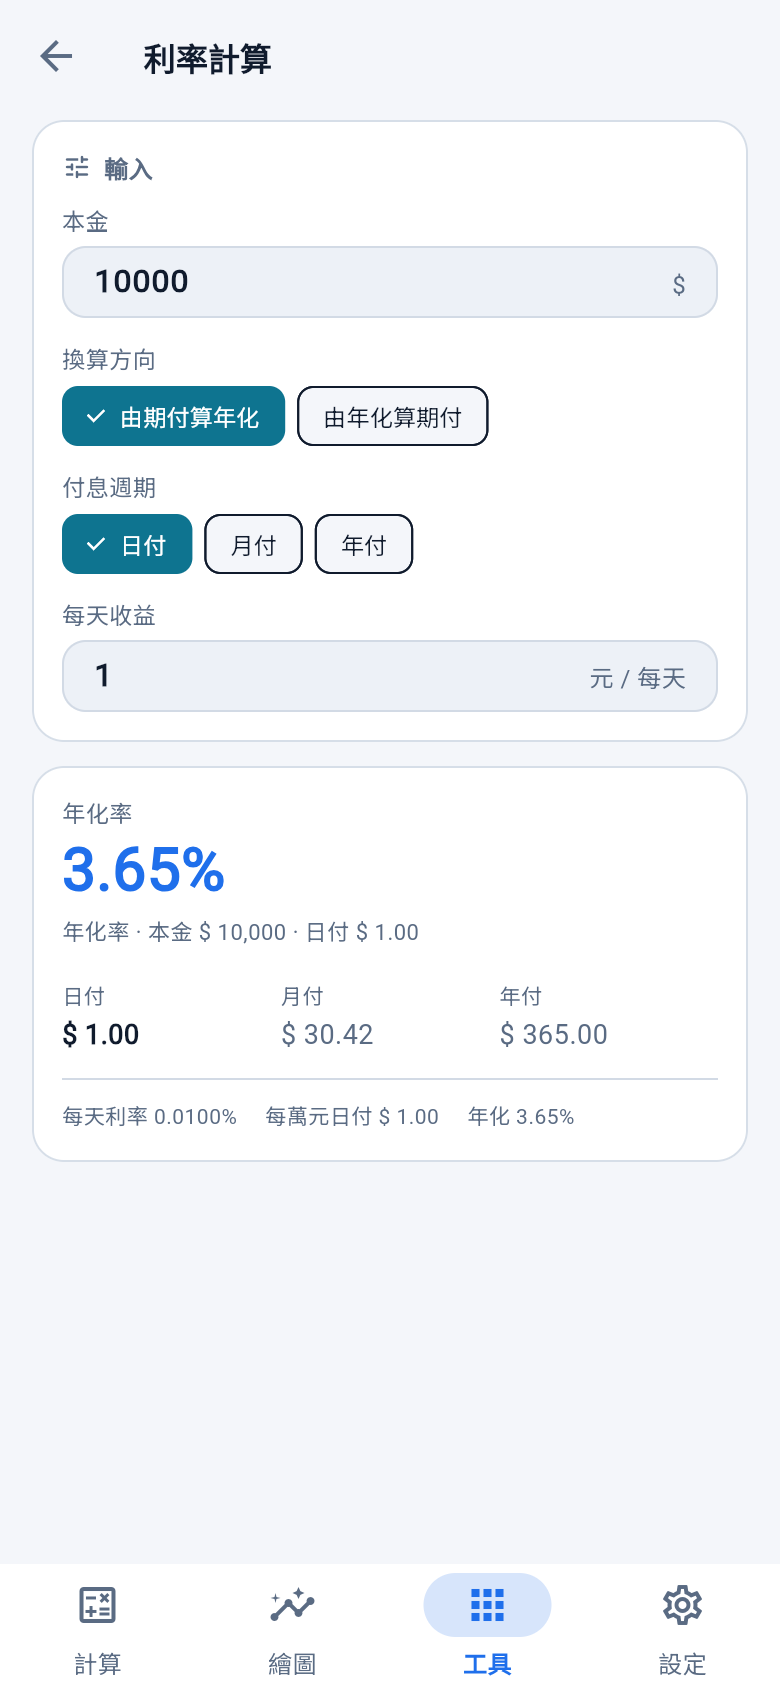 利率計算
輸入
本金
10000 $
換算方向
由期付算年化 由年化算期付
付息週期
日付 月付 年付
每天收益
1 元 / 每天
年化率
3.65%
年化率 · 本金 $ 10,000 · 日付 $ 1.00
日付 月付 年付
$ 1.00 $ 30.42 $ 365.00
每天利率 0.0100% 每萬元日付 $ 1.00 年化 3.65%
計算 繪圖 工具 設定